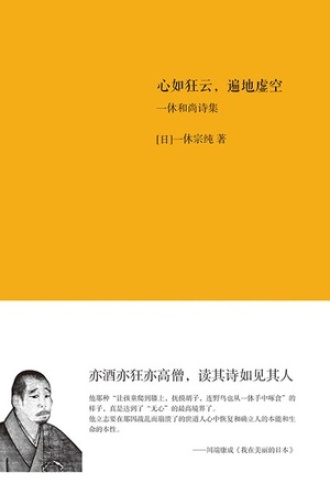 心如狂云，遍地虚空
一休和尚诗集
[日]一休宗纯 著
亦酒亦狂亦高僧，读其诗如见其人
他那种“让孩童爬到膝上，抚摸胡子，连野鸟也从一休手中啄食”的
样子，真是达到了“无心”的最高境界了。
他立志要在那因战乱而崩溃了的世道人心中恢复和确立人的本能和生
命的本性。
——川端康成《我在美丽的日本》